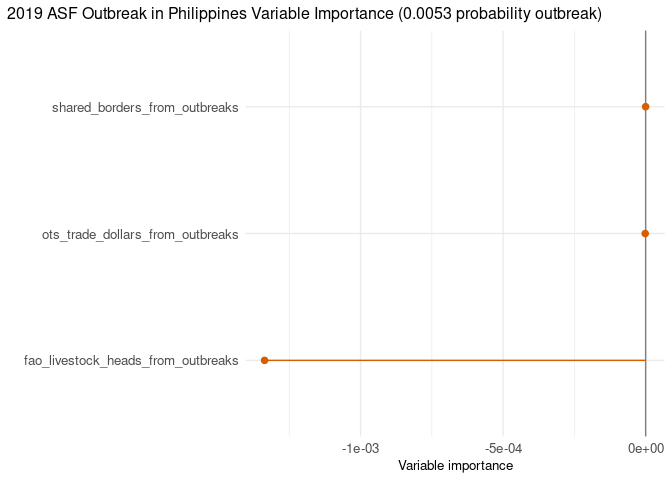 2019 ASF Outbreak in Philippines Variable Importance (0.0053 probability outbreak)
shared_borders_from_outbreaks
ots_trade_dollars_from_outbreaks
fao_livestock_heads_from_outbreaks
-1e-03 -5e-04 0e+00
Variable importance